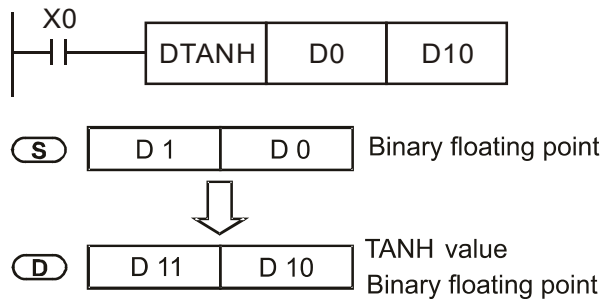 X0
DTANH D0 D10
S D 1 D 0 Binary floating point
D D 11 D 10 TANH value
Binary floating point